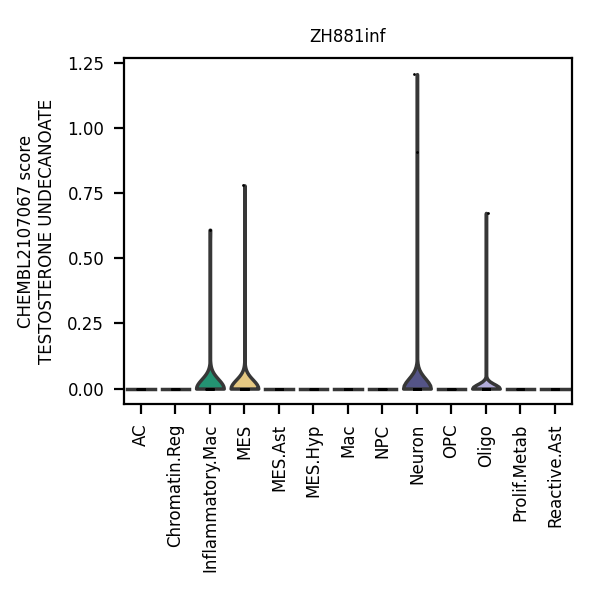 ZH881inf
CHEMBL2107067 score
TESTOSTERONE UNDECANOATE
1.25
1.00
0.75
0.50
0.25
0.00
AC
Chromatin.Reg
Inflammatory.Mac
MES
MES.Ast
MES.Hyp
Mac
NPC
Neuron
OPC
Oligo
Prolif.Metab
Reactive.Ast